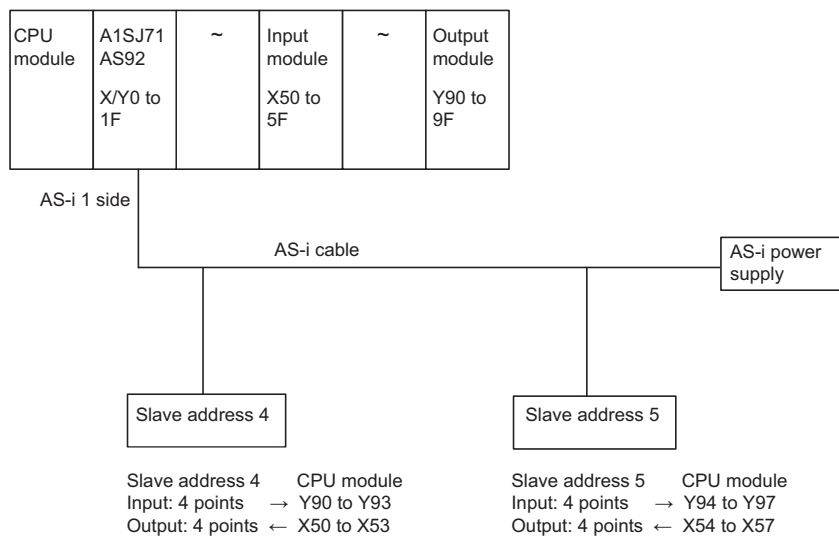 CPU
module
A1SJ71
AS92
X/Y0 to
1F
~
Input
module
X50 to
5F
~
Output
module
Y90 to
9F
AS-i 1 side
AS-i cable
AS-i power
supply
Slave address 4
Slave address 5
Slave address 4 CPU module
Input: 4 points → Y90 to Y93
Output: 4 points ← X50 to X53
Slave address 5 CPU module
Input: 4 points → Y94 to Y97
Output: 4 points ← X54 to X57